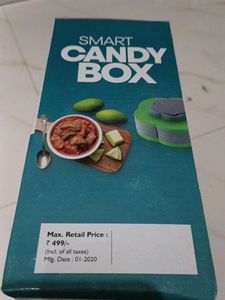 SMART
CANDY
BOX
Max. Retail Price :
₹ 499/-
(Incl. of all taxes)
Mfg. Date : 01-2020